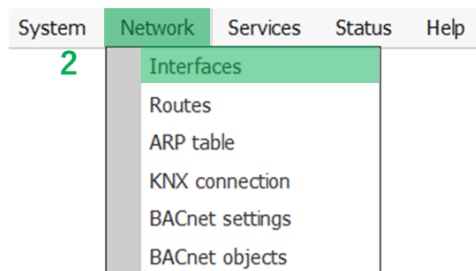 System Network Services Status Help
2 Interfaces
Routes
ARP table
KNX connection
BACnet settings
BACnet objects